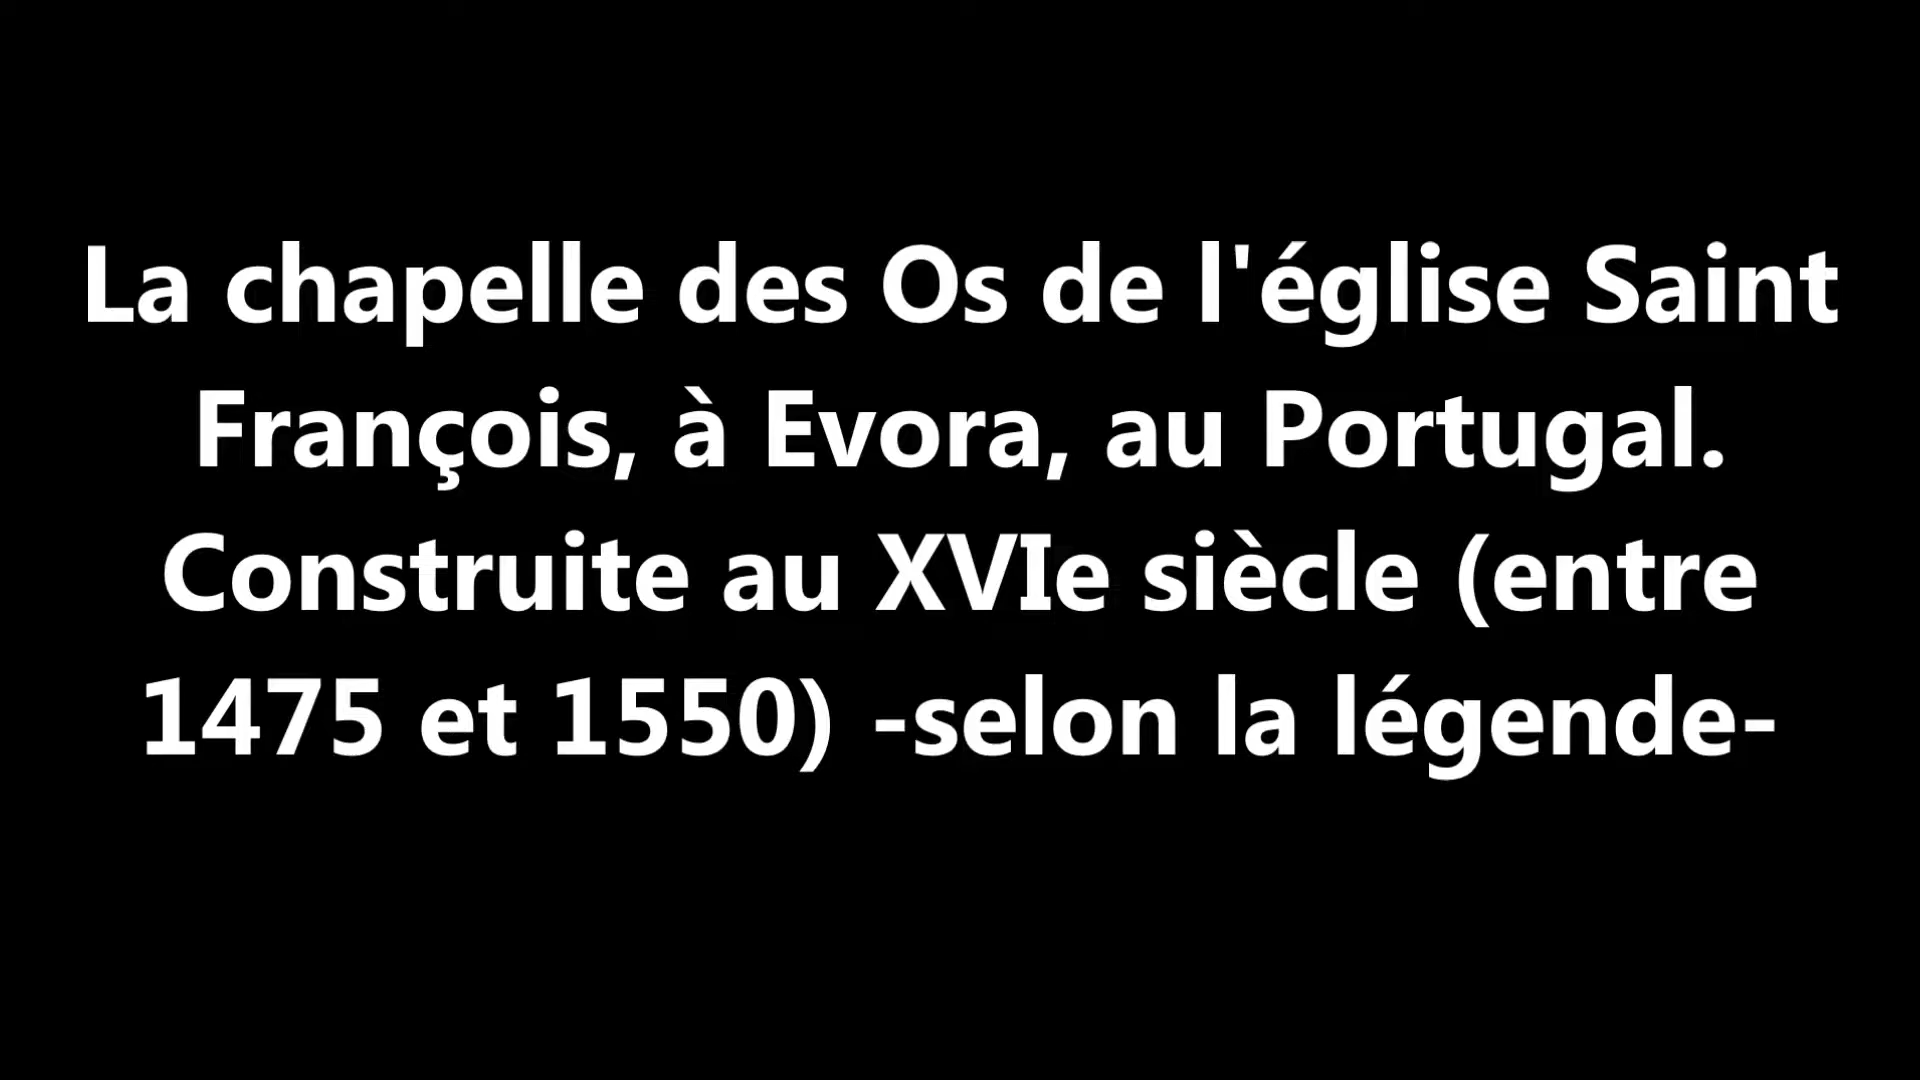 La chapelle des Os de l'église Saint
François, à Evora, au Portugal.
Construite au XVIe siècle (entre
1475 et 1550) -selon la légende-